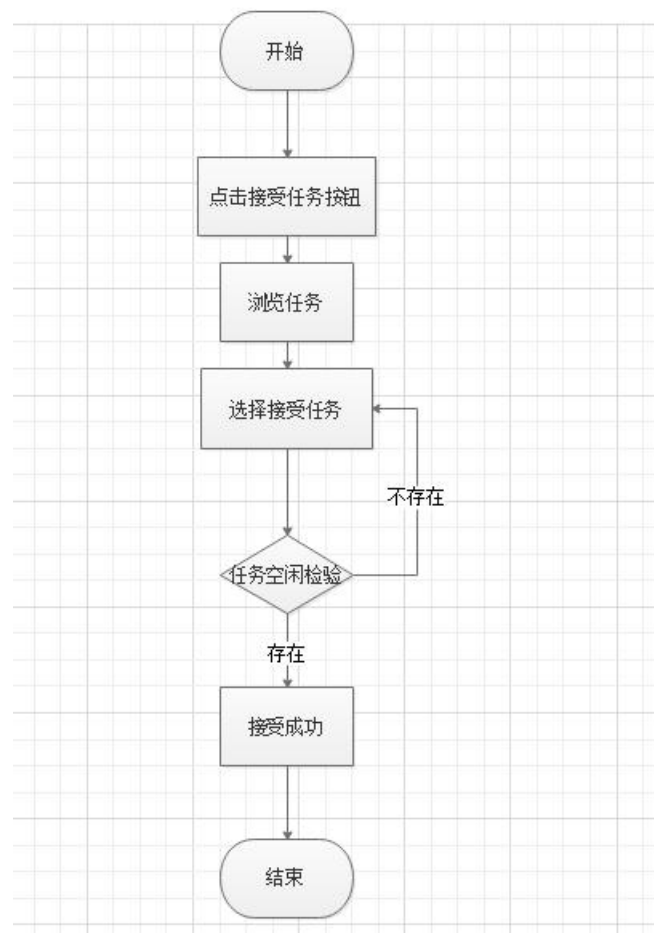 开始
点击接受任务按钮
浏览任务
选择接受任务
不存在
任务空闲检验
存在
接受成功
结束